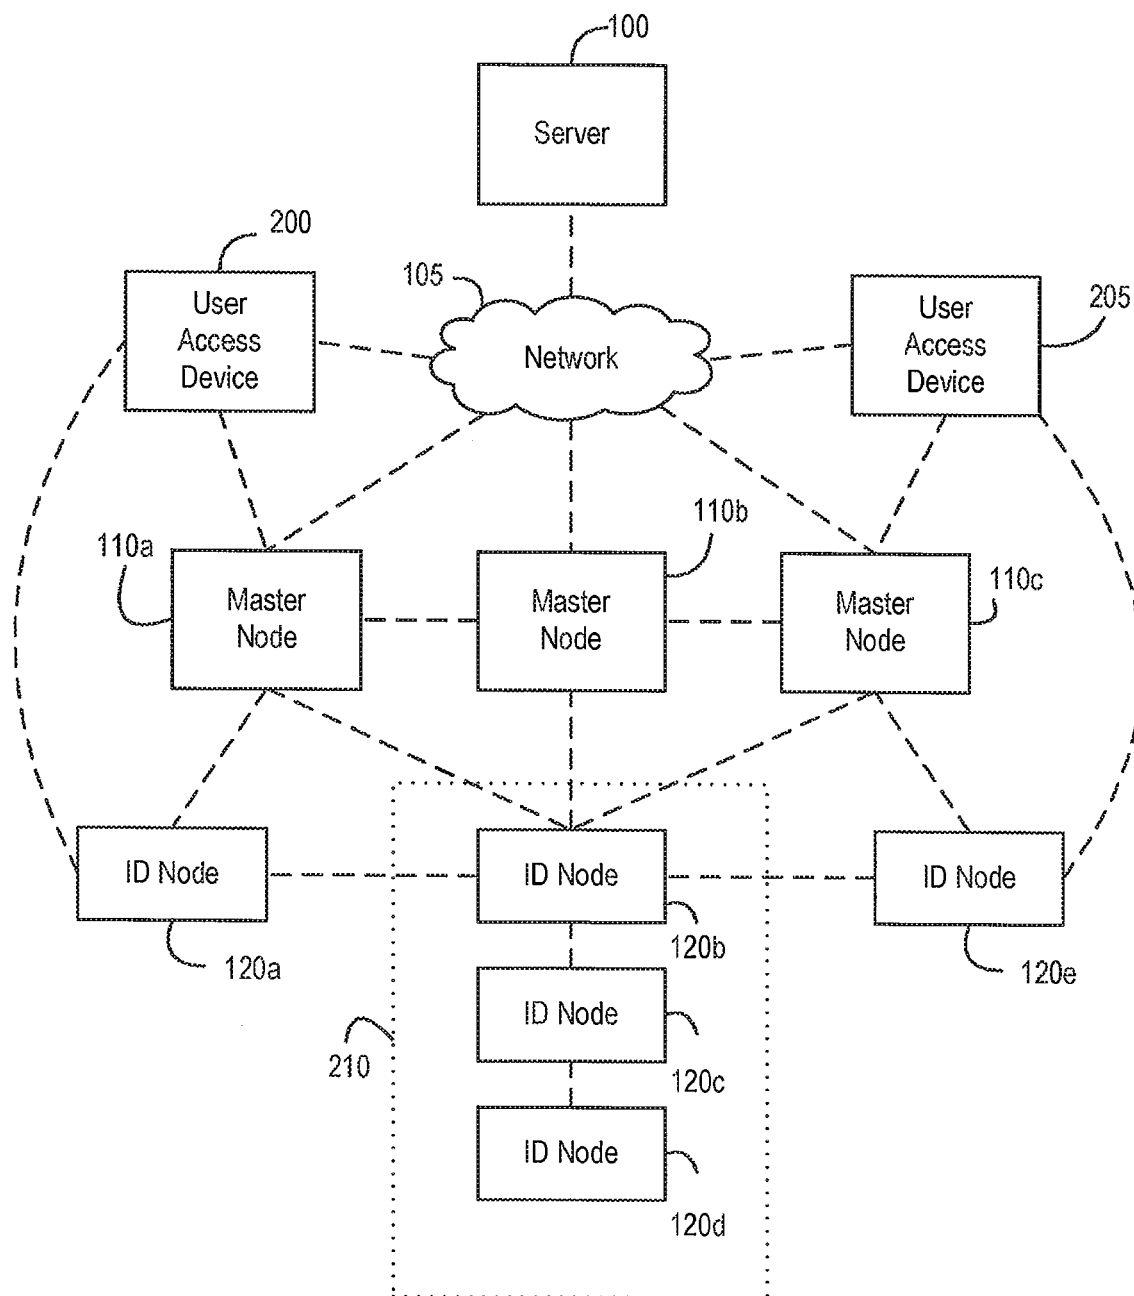 100
Server
200
User
Access
Device
105
Network
User
Access
Device
205
110a
Master
Node
110b
Master
Node
Master
Node
110c
ID Node
120a
ID Node
120b
ID Node
120e
ID Node
120c
210
ID Node
120d